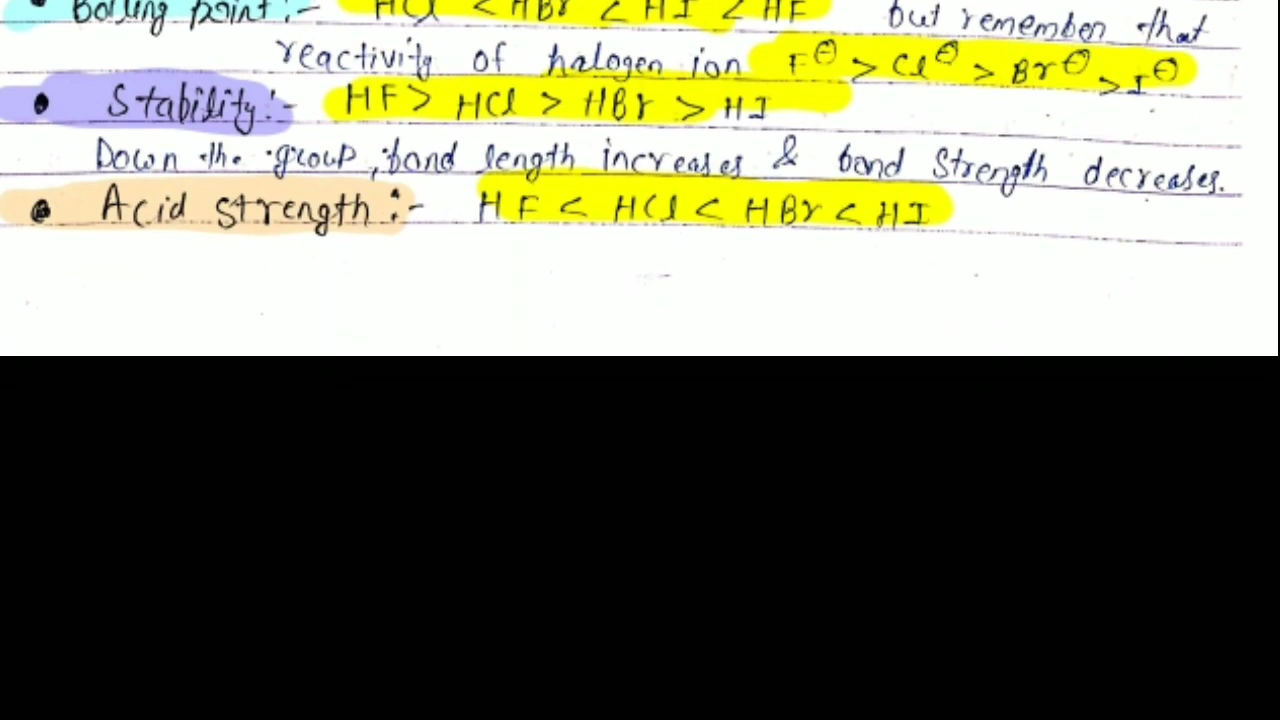 Boiling point :- HCl < HBr < HI < HF but remember that
reactivity of halogen ion F⊖ > Cl⊖ > Br⊖ > I⊖
• Stability :- HF > HCl > HBr > HI
Down the group, bond length increases & bond Strength decreases.
• Acid strength :- HF < HCl < HBr < HI